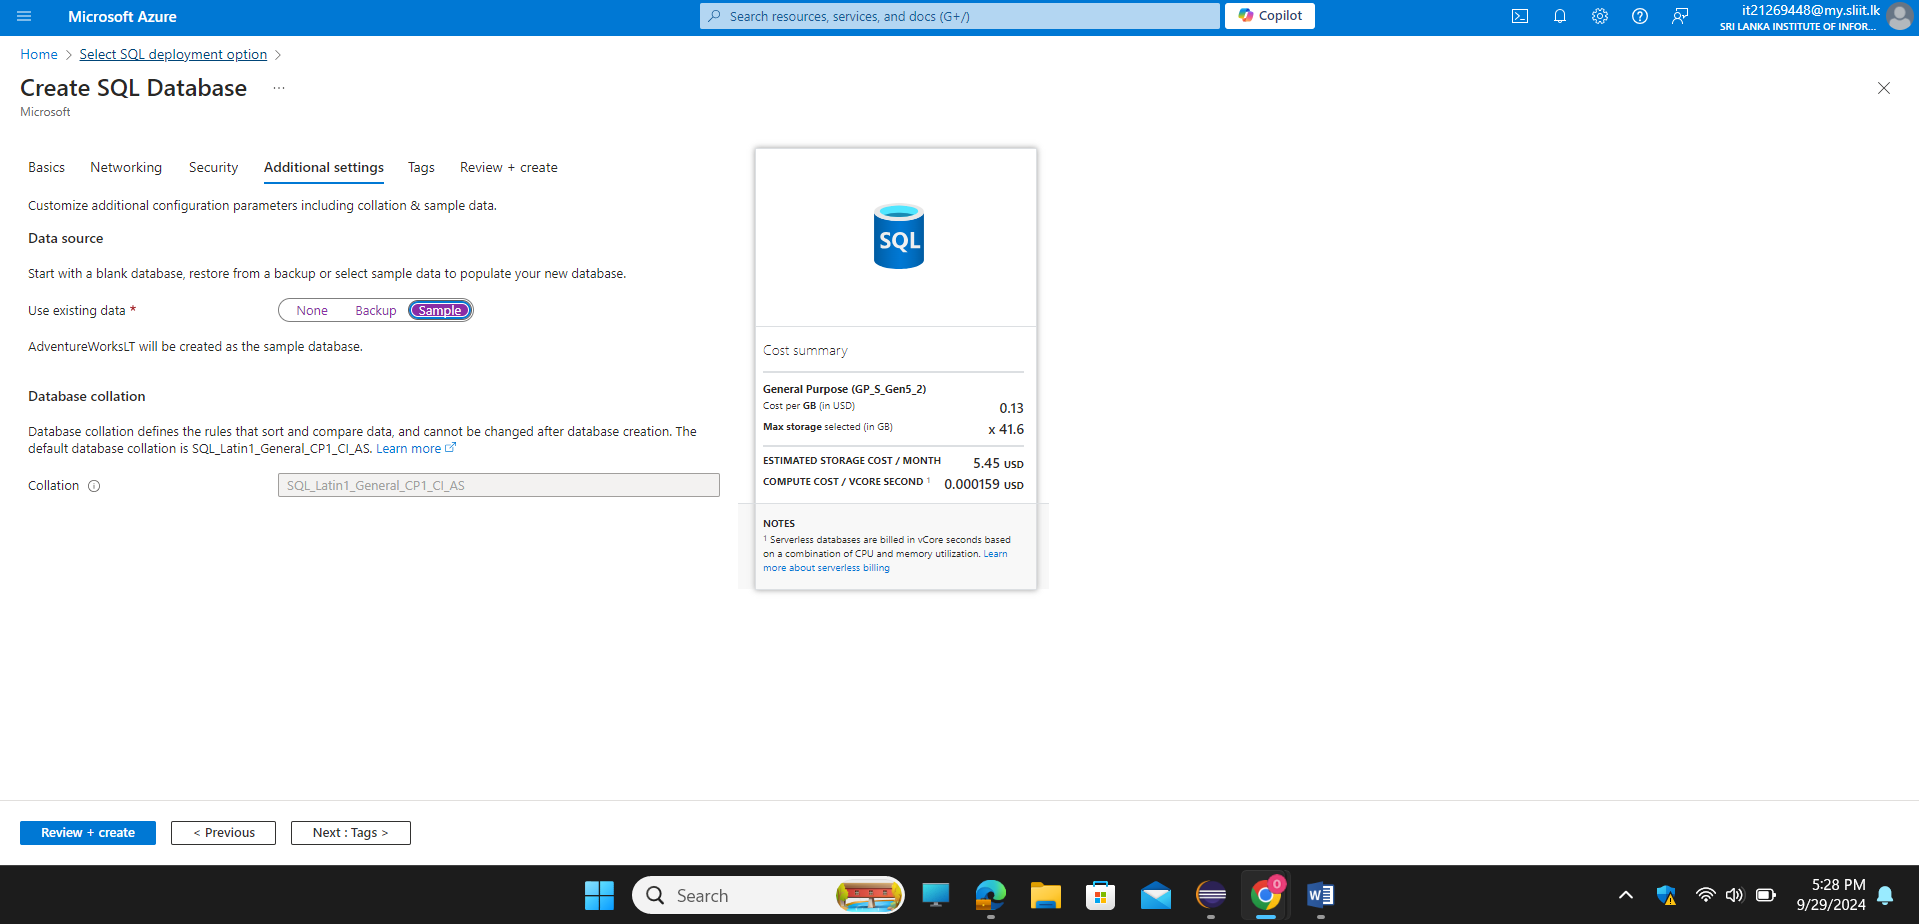 Microsoft Azure
Search resources, services, and docs (G+/)
Copilot
it21269448@my.sliit.lk
SRI LANKA INSTITUTE OF INFOR...
Home > Select SQL deployment option >
Create SQL Database ...
Microsoft
Basics Networking Security Additional settings Tags Review + create
Customize additional configuration parameters including collation & sample data.
Data source
Start with a blank database, restore from a backup or select sample data to populate your new database.
Use existing data * None Backup Sample
AdventureWorksLT will be created as the sample database.
Database collation
Database collation defines the rules that sort and compare data, and cannot be changed after database creation. The
default database collation is SQL_Latin1_General_CP1_CI_AS. Learn more
Collation SQL_Latin1_General_CP1_CI_AS
SQL
Cost summary
General Purpose (GP_S_Gen5_2)
Cost per GB (in USD) 0.13
Max storage selected (in GB) x 41.6
ESTIMATED STORAGE COST / MONTH 5.45 USD
COMPUTE COST / VCORE SECOND 1 0.000159 USD
NOTES
1 Serverless databases are billed in vCore seconds based
on a combination of CPU and memory utilization. Learn
more about serverless billing
Review + create < Previous Next : Tags >
Search
0
5:28 PM
9/29/2024